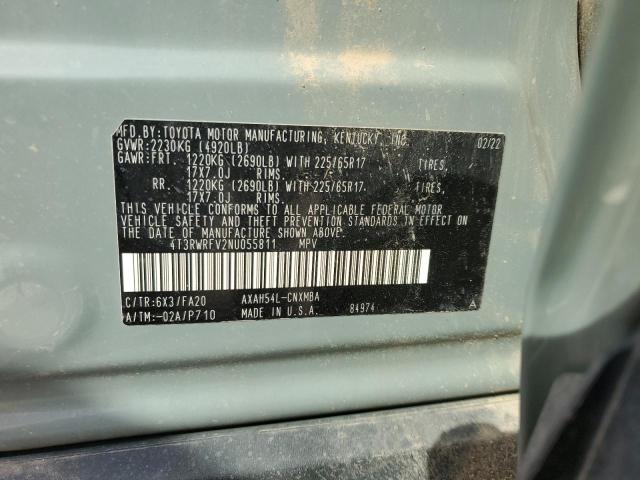 MFD. BY: TOYOTA MOTOR MANUFACTURING, KENTUCKY, INC. 02/22
GVWR: 2230KG (4920LB)
GAWR: FRT. 1220KG (2690LB) WITH 225/65R17 TIRES,
17X7.0J RIMS.
RR. 1220KG (2690LB) WITH 225/65R17 TIRES,
17X7.0J RIMS.
THIS VEHICLE CONFORMS TO ALL APPLICABLE FEDERAL MOTOR
VEHICLE SAFETY AND THEFT PREVENTION STANDARDS IN EFFECT ON
THE DATE OF MANUFACTURE SHOWN ABOVE.
4T3RWRFV2NU055811 MPV
C/TR: 6X3/FA20 AXAH54L-CNXMBA
A/TM: -02A/P710 MADE IN U.S.A. 84974 A